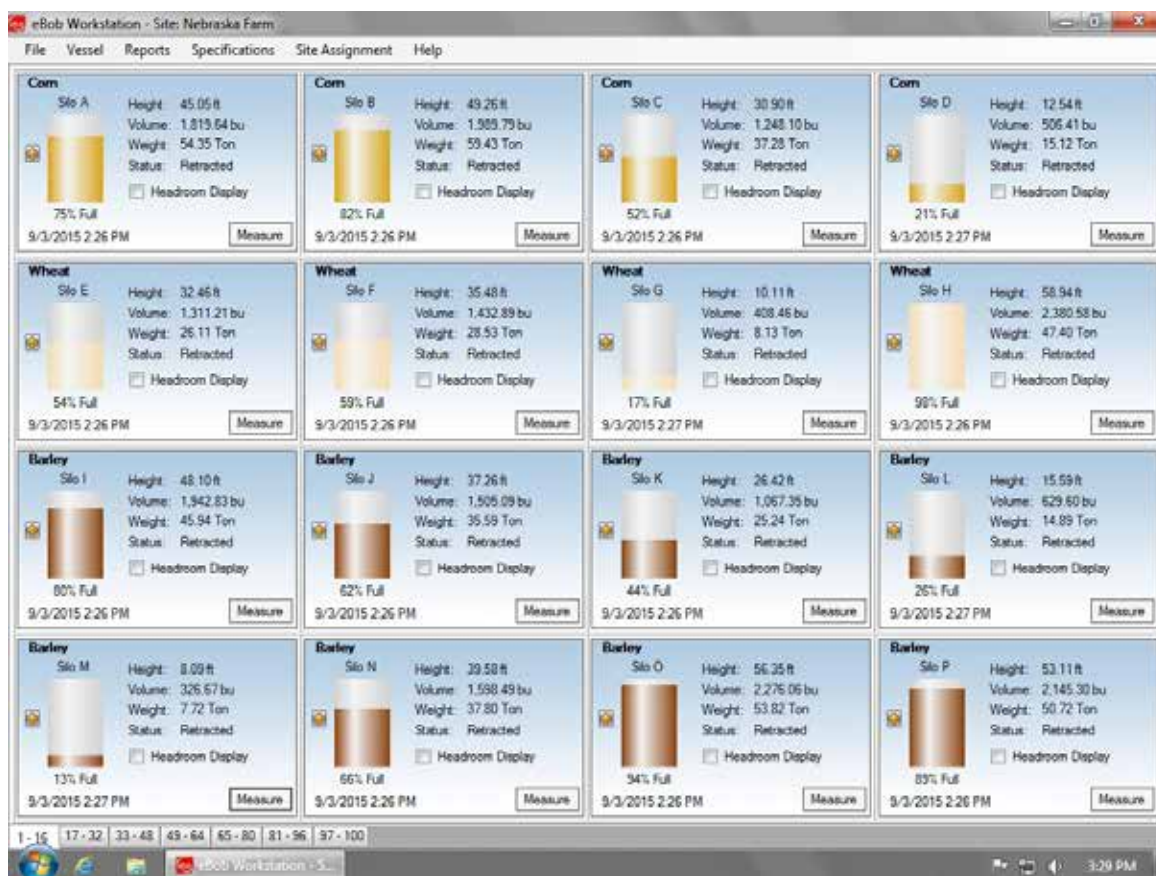 eBob Workstation - Site: Nebraska Farm
File Vessel Reports Specifications Site Assignment Help
Corn
Silo A
Height: 45.05 ft
Volume: 1,819.64 bu
Weight: 54.35 Ton
Status: Retracted
Headroom Display
75% Full
9/3/2015 2:26 PM
Measure
Corn
Silo B
Height: 49.26 ft
Volume: 1,989.79 bu
Weight: 59.43 Ton
Status: Retracted
Headroom Display
82% Full
9/3/2015 2:26 PM
Measure
Corn
Silo C
Height: 30.90 ft
Volume: 1,248.10 bu
Weight: 37.28 Ton
Status: Retracted
Headroom Display
52% Full
9/3/2015 2:26 PM
Measure
Corn
Silo D
Height: 12.54 ft
Volume: 506.41 bu
Weight: 15.12 Ton
Status: Retracted
Headroom Display
21% Full
9/3/2015 2:27 PM
Measure
Wheat
Silo E
Height: 32.46 ft
Volume: 1,311.21 bu
Weight: 26.11 Ton
Status: Retracted
Headroom Display
54% Full
9/3/2015 2:26 PM
Measure
Wheat
Silo F
Height: 35.48 ft
Volume: 1,432.89 bu
Weight: 28.53 Ton
Status: Retracted
Headroom Display
59% Full
9/3/2015 2:26 PM
Measure
Wheat
Silo G
Height: 10.11 ft
Volume: 408.46 bu
Weight: 8.13 Ton
Status: Retracted
Headroom Display
17% Full
9/3/2015 2:27 PM
Measure
Wheat
Silo H
Height: 58.94 ft
Volume: 2,380.58 bu
Weight: 47.40 Ton
Status: Retracted
Headroom Display
98% Full
9/3/2015 2:26 PM
Measure
Barley
Silo I
Height: 48.10 ft
Volume: 1,942.83 bu
Weight: 45.94 Ton
Status: Retracted
Headroom Display
80% Full
9/3/2015 2:26 PM
Measure
Barley
Silo J
Height: 37.26 ft
Volume: 1,505.09 bu
Weight: 35.59 Ton
Status: Retracted
Headroom Display
62% Full
9/3/2015 2:26 PM
Measure
Barley
Silo K
Height: 26.42 ft
Volume: 1,067.35 bu
Weight: 25.24 Ton
Status: Retracted
Headroom Display
44% Full
9/3/2015 2:26 PM
Measure
Barley
Silo L
Height: 15.59 ft
Volume: 629.60 bu
Weight: 14.89 Ton
Status: Retracted
Headroom Display
26% Full
9/3/2015 2:27 PM
Measure
Barley
Silo M
Height: 8.09 ft
Volume: 326.67 bu
Weight: 7.72 Ton
Status: Retracted
Headroom Display
13% Full
9/3/2015 2:27 PM
Measure
Barley
Silo N
Height: 39.58 ft
Volume: 1,598.49 bu
Weight: 37.80 Ton
Status: Retracted
Headroom Display
66% Full
9/3/2015 2:26 PM
Measure
Barley
Silo O
Height: 56.35 ft
Volume: 2,276.06 bu
Weight: 53.82 Ton
Status: Retracted
Headroom Display
94% Full
9/3/2015 2:26 PM
Measure
Barley
Silo P
Height: 53.11 ft
Volume: 2,145.30 bu
Weight: 50.72 Ton
Status: Retracted
Headroom Display
89% Full
9/3/2015 2:26 PM
Measure
1 - 16 17 - 32 33 - 48 49 - 64 65 - 80 81 - 96 97 - 100
eBob Workstation - S...
3:29 PM